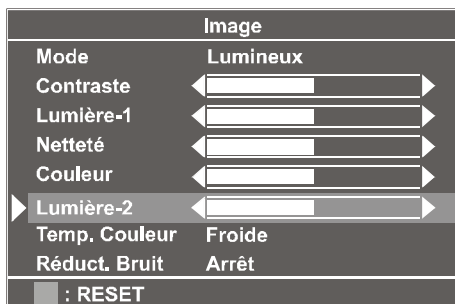 Image
Mode Lumineux
Contraste
Lumière-1
Netteté
Couleur
Lumière-2
Temp. Couleur Froide
Réduct. Bruit Arrêt
: RESET